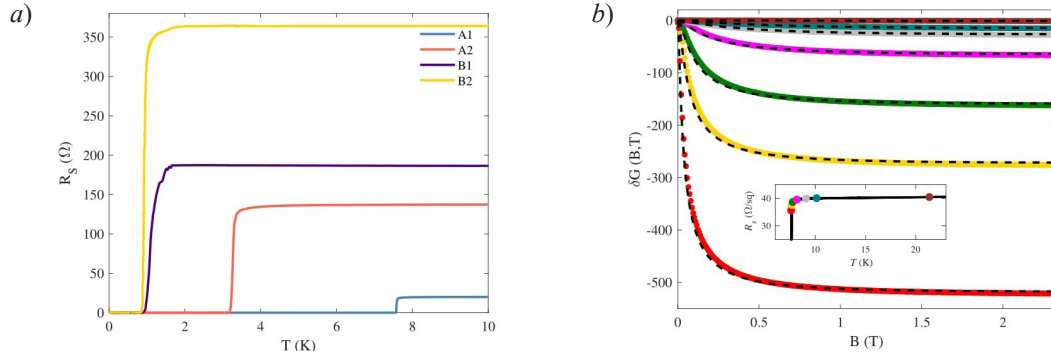 a)
350
300
250
200
150
100
50
0
R_S (Ω)
A1
A2
B1
B2
0 2 4 6 8 10
T (K)
b)
0
-100
-200
-300
-400
-500
δG (B,T)
40
30
R_s (Ω/sq)
10 15 20
T (K)
0 0.5 1 1.5 2
B (T)